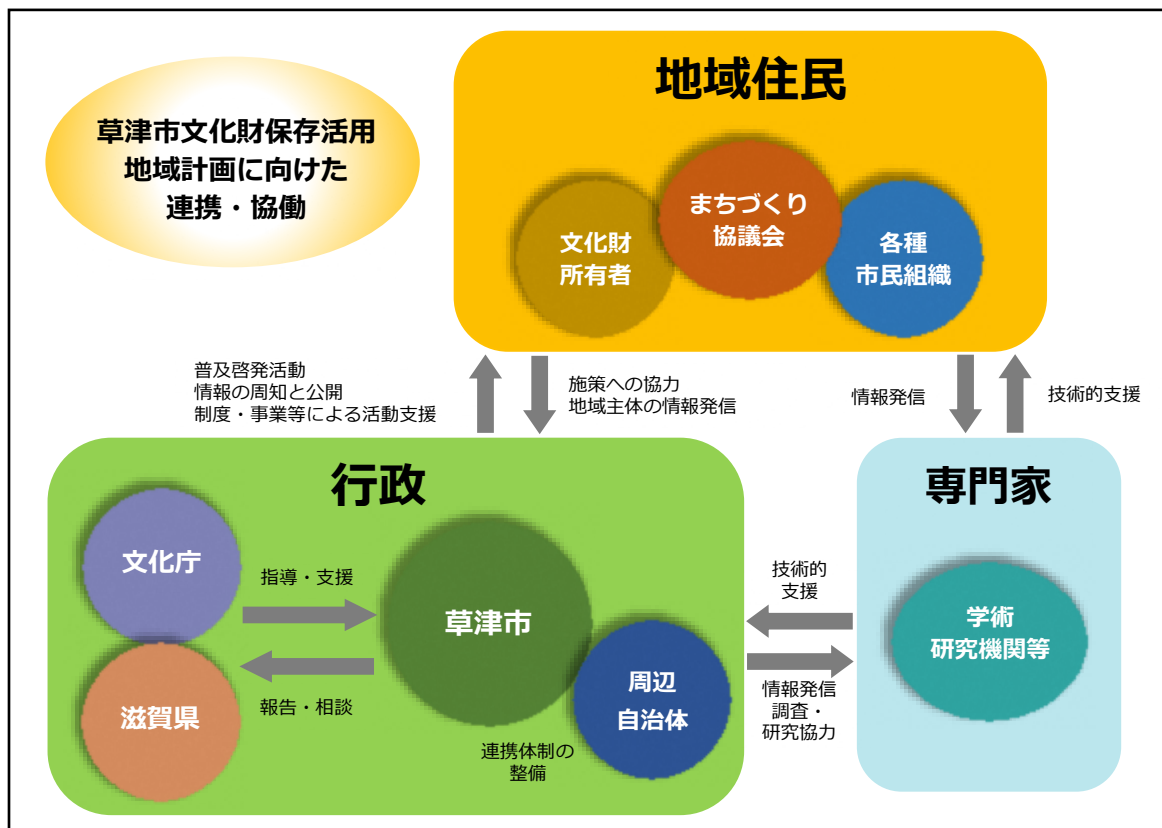 草津市文化財保存活用
地域計画に向けた
連携・協働
地域住民
まちづくり
協議会
文化財
所有者
各種
市民組織
普及啓発活動
情報の周知と公開
制度・事業等による活動支援
施策への協力
地域主体の情報発信
情報発信
技術的支援
行政
文化庁
指導・支援
草津市
滋賀県
報告・相談
周辺
自治体
連携体制の
整備
技術的
支援
情報発信
調査・
研究協力
専門家
学術
研究機関等